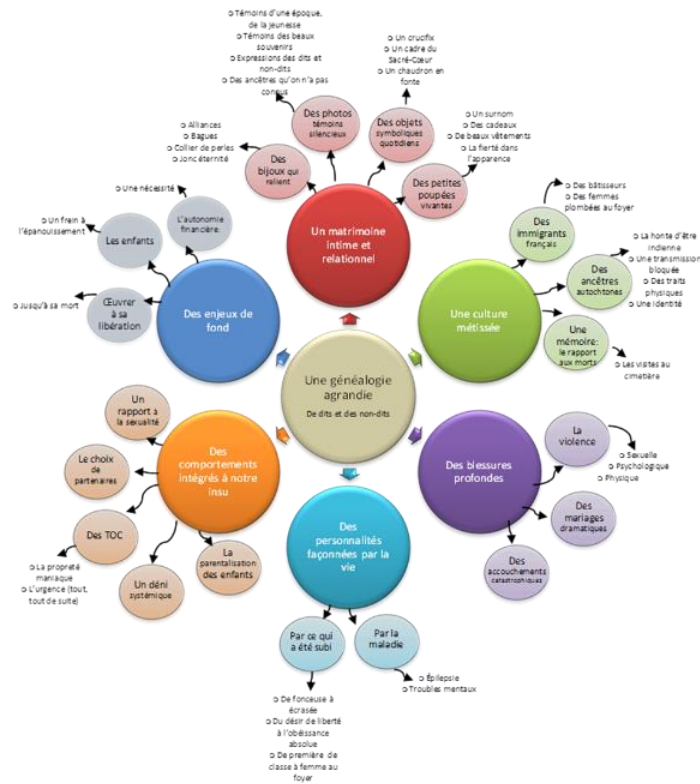 Une généalogie
agrandie
De dits et des non-dits
Un matrimoine
intime et
relationnel
Des
bijoux qui
relient
➲ Alliances
➲ Bagues
➲ Collier de perles
➲ Jonc éternité
Des photos
témoins
silencieux
➲ Témoins d'une époque,
de la jeunesse
➲ Témoins des beaux
souvenirs
➲ Expressions des dits et
non-dits
➲ Des ancêtres qu'on n'a pas
connus
Des objets
symboliques
quotidiens
➲ Un crucifix
➲ Un cadre du
Sacré-Cœur
➲ Un chaudron en
fonte
Des petites
poupées
vivantes
➲ Un surnom
➲ Des cadeaux
➲ De beaux vêtements
➲ La fierté dans
l'apparence
Une culture
métissée
Des
immigrants
français
➲ Des bâtisseurs
➲ Des femmes
plombées au foyer
Des
ancêtres
autochtones
➲ La honte d'être
indienne
➲ Une transmission
bloquée
➲ Des traits
physiques
➲ Une identité
Une
mémoire:
le rapport
aux morts
➲ Les visites au
cimetière
Des blessures
profondes
La
violence
➲ Sexuelle
➲ Psychologique
➲ Physique
Des
mariages
dramatiques
Des
accouchements
catastrophiques
Des
personnalités
façonnées par la
vie
Par la
maladie
➲ Épilepsie
➲ Troubles mentaux
Par ce qui
a été subi
➲ De fonceuse à
écrasée
➲ Du désir de liberté
à l'obéissance
absolue
➲ De première de
classe à femme au
foyer
Des
comportements
intégrés à notre
insu
La
parentalisation
des enfants
Un déni
systémique
Des TOC
➲ La propreté
maniaque
➲ L'urgence (tout,
tout de suite)
Le choix
de
partenaires
Un
rapport à
la sexualité
Des enjeux de
fond
Œuvrer
à sa
libération
➲ Jusqu'à sa mort
Les enfants
➲ Un frein à
l'épanouissement
L'autonomie
financière:
➲ Une nécessité